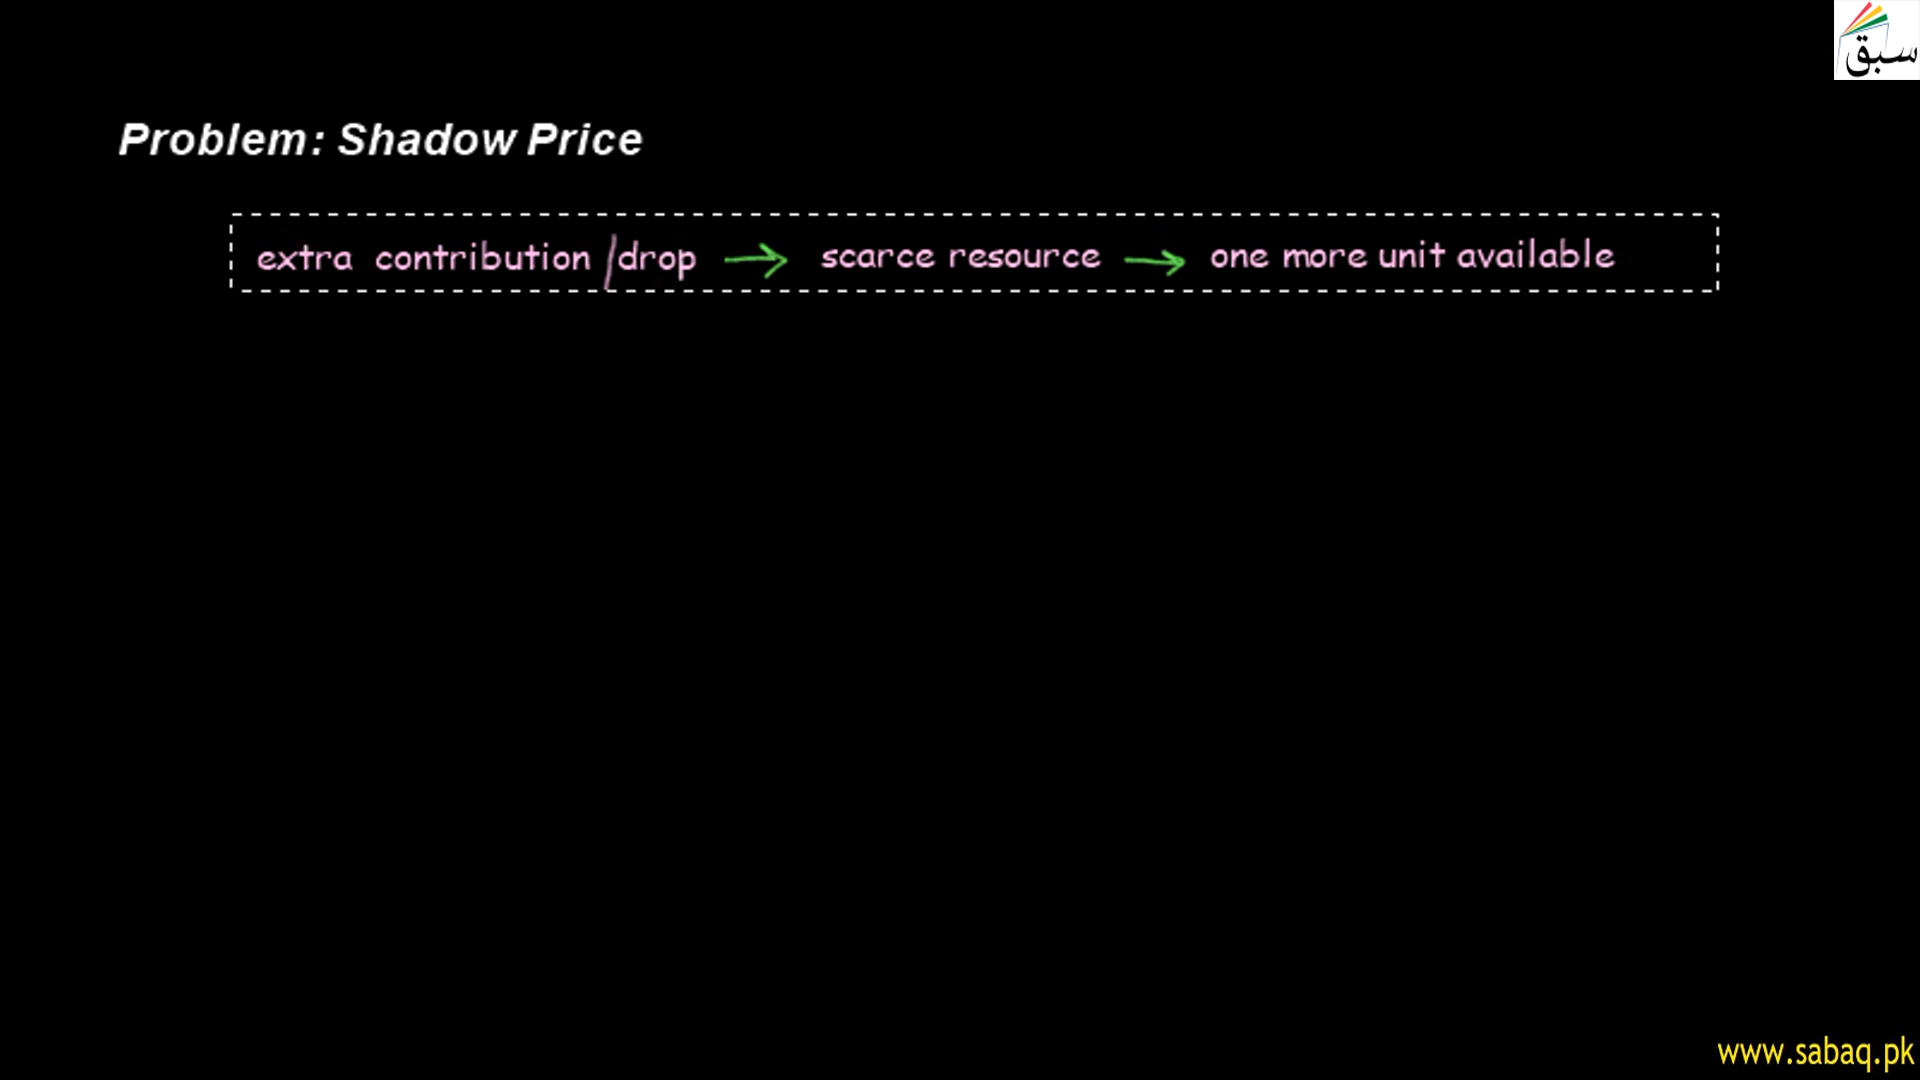 سبق
Problem: Shadow Price
extra contribution /drop → scarce resource → one more unit available
www.sabaq.pk